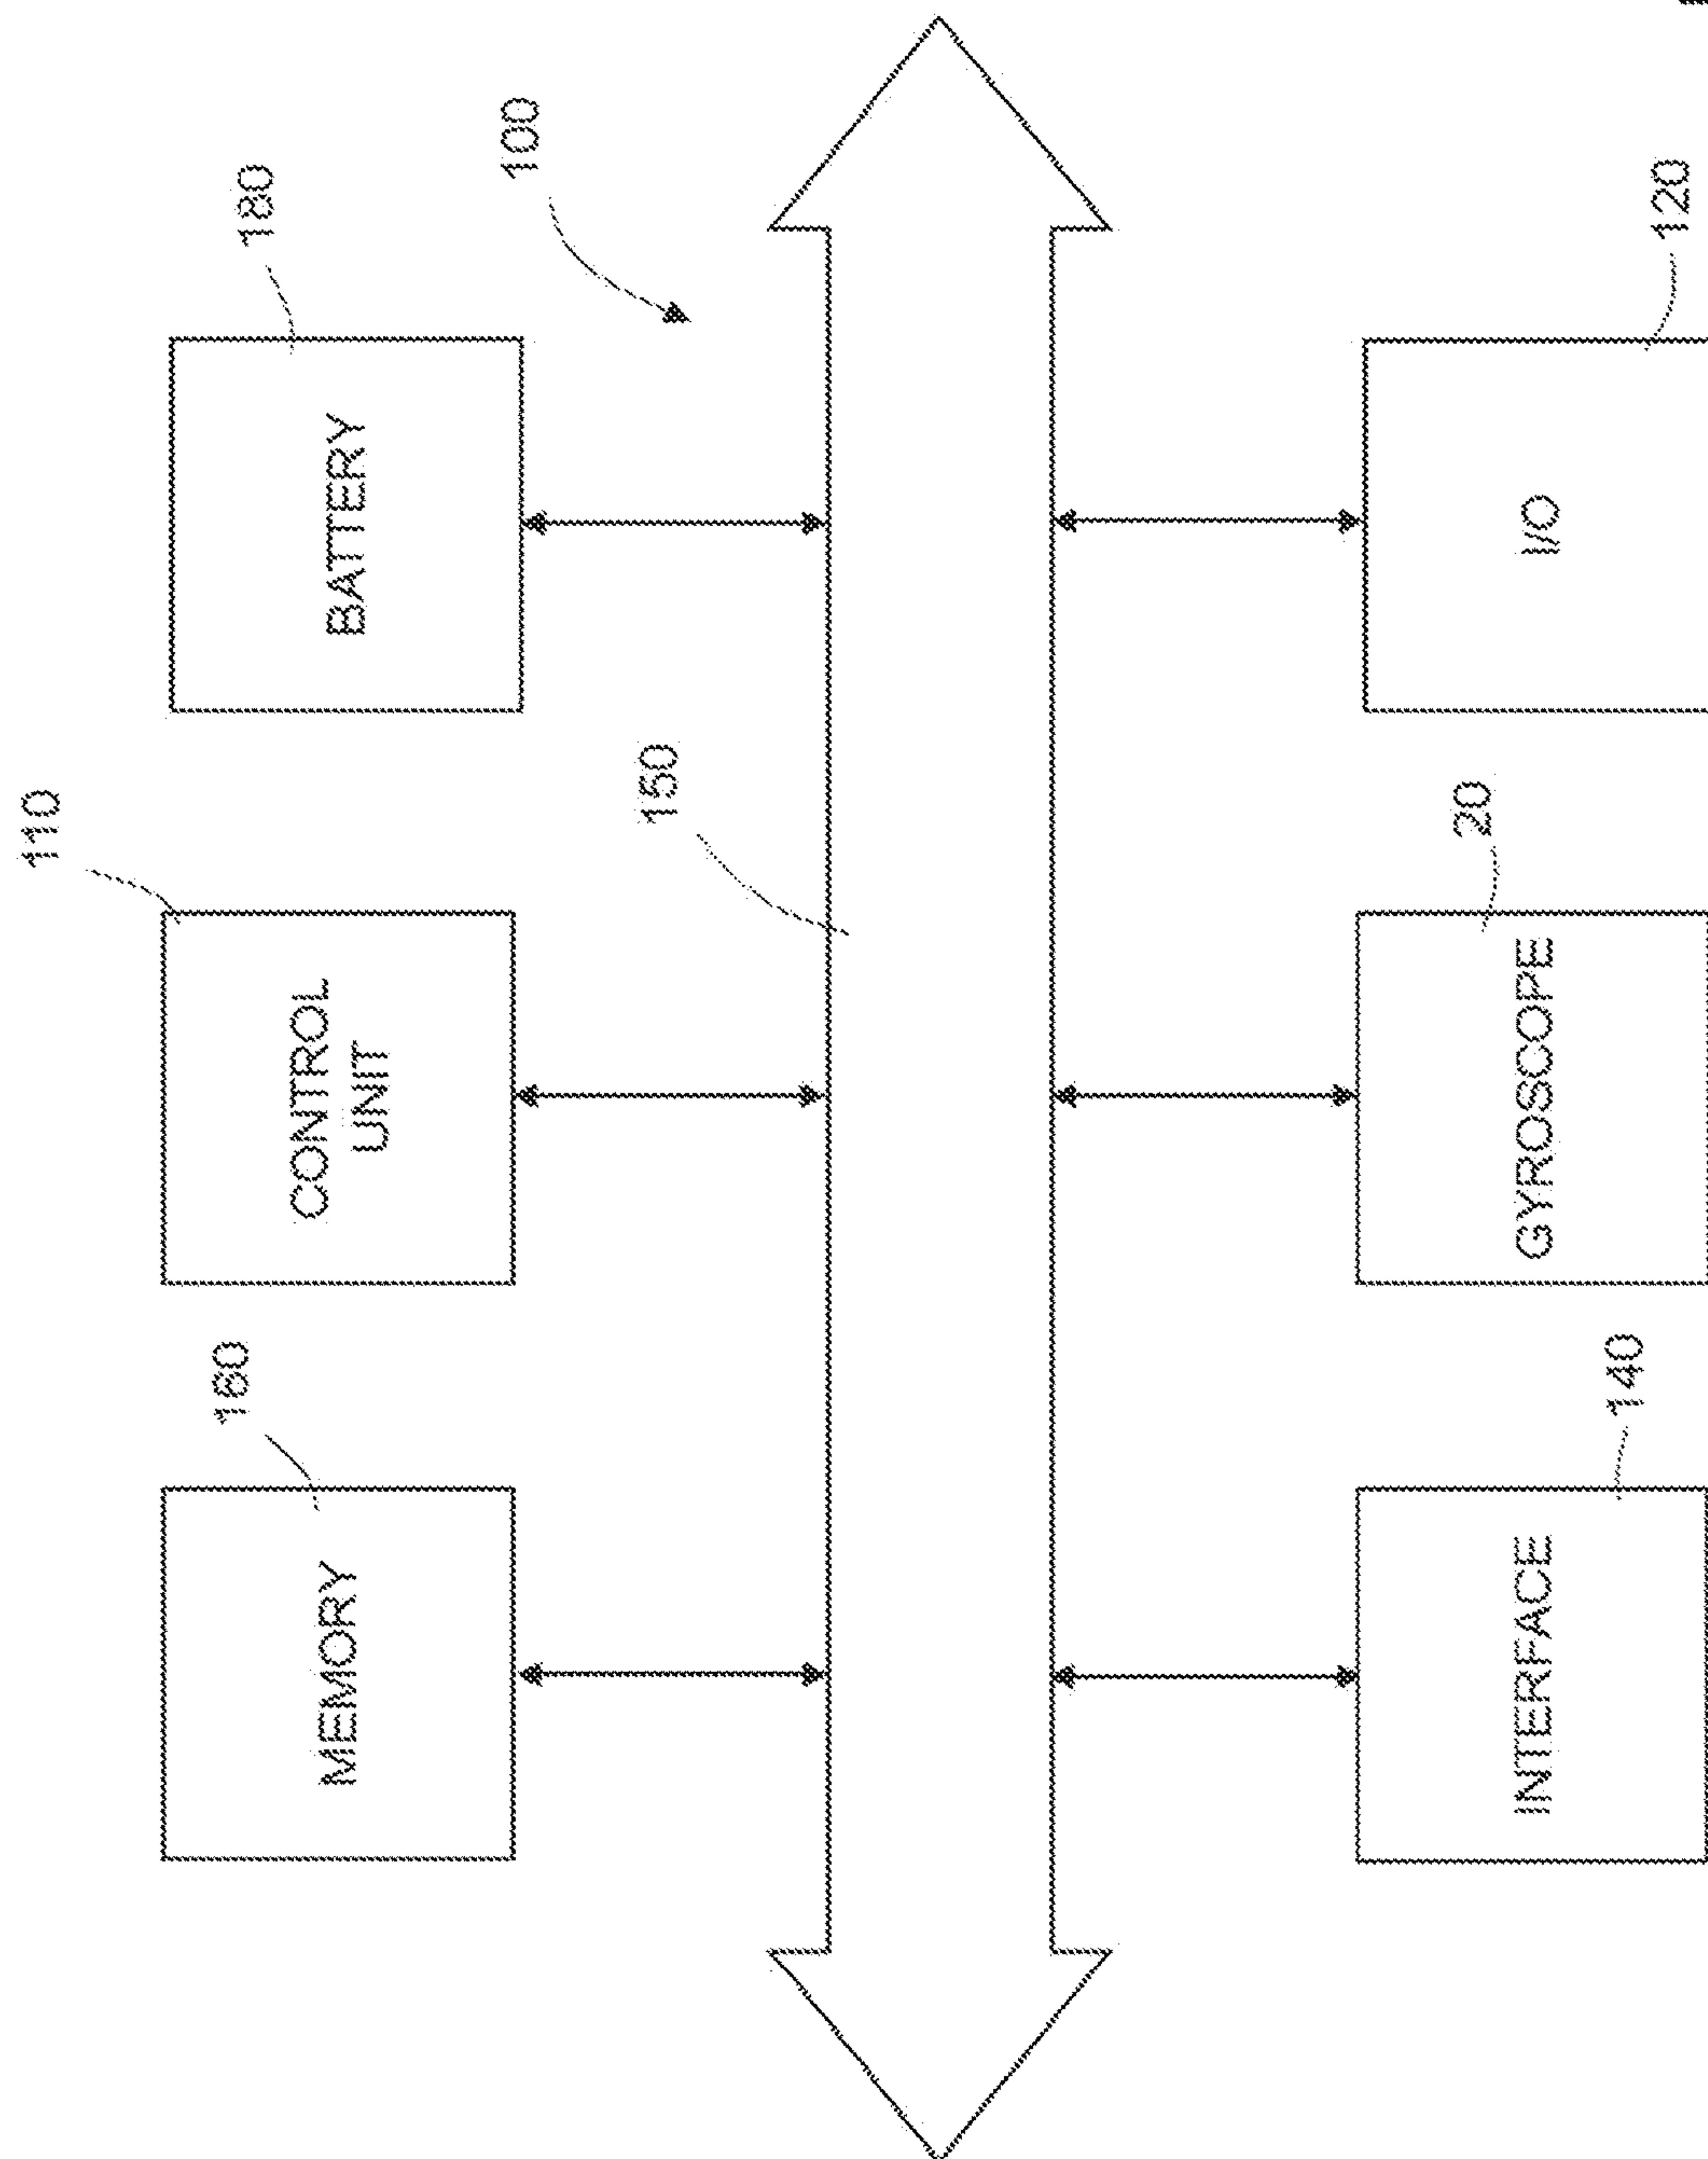 110
160
180
MEMORY
CONTROL
UNIT
BATTERY
100
150
20
INTERFACE
GYROSCOPE
I/O
140
120